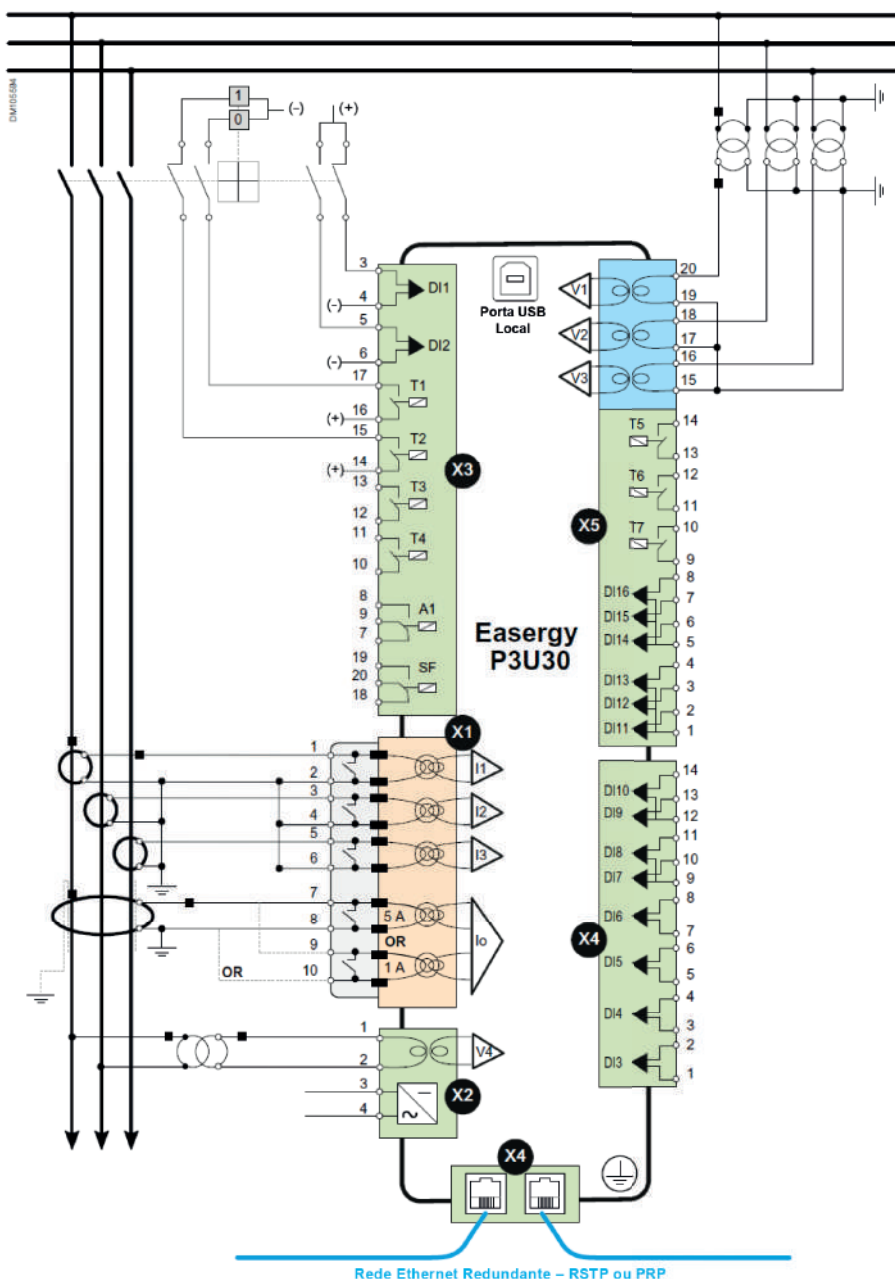 DM105594
1
0
(-)
(+)
3
4
(-)
5
6
(-)
17
16
(+)
15
14
(+)
13
12
11
10
8
9
7
19
20
18
DI1
DI2
T1
T2
T3
T4
A1
SF
X3
Porta USB
Local
V1
V2
V3
20
19
18
17
16
15
T5
T6
T7
14
13
12
11
10
9
8
7
6
5
4
3
2
1
X5
DI16
DI15
DI14
DI13
DI12
DI11
Easergy
P3U30
X1
1
2
3
4
5
6
7
8
9
10
I1
I2
I3
5 A
OR
1 A
Io
OR
DI10
DI9
DI8
DI7
DI6
DI5
DI4
DI3
14
13
12
11
10
9
8
7
6
5
4
3
2
1
X4
1
2
3
4
V4
X2
X4
Rede Ethernet Redundante – RSTP ou PRP